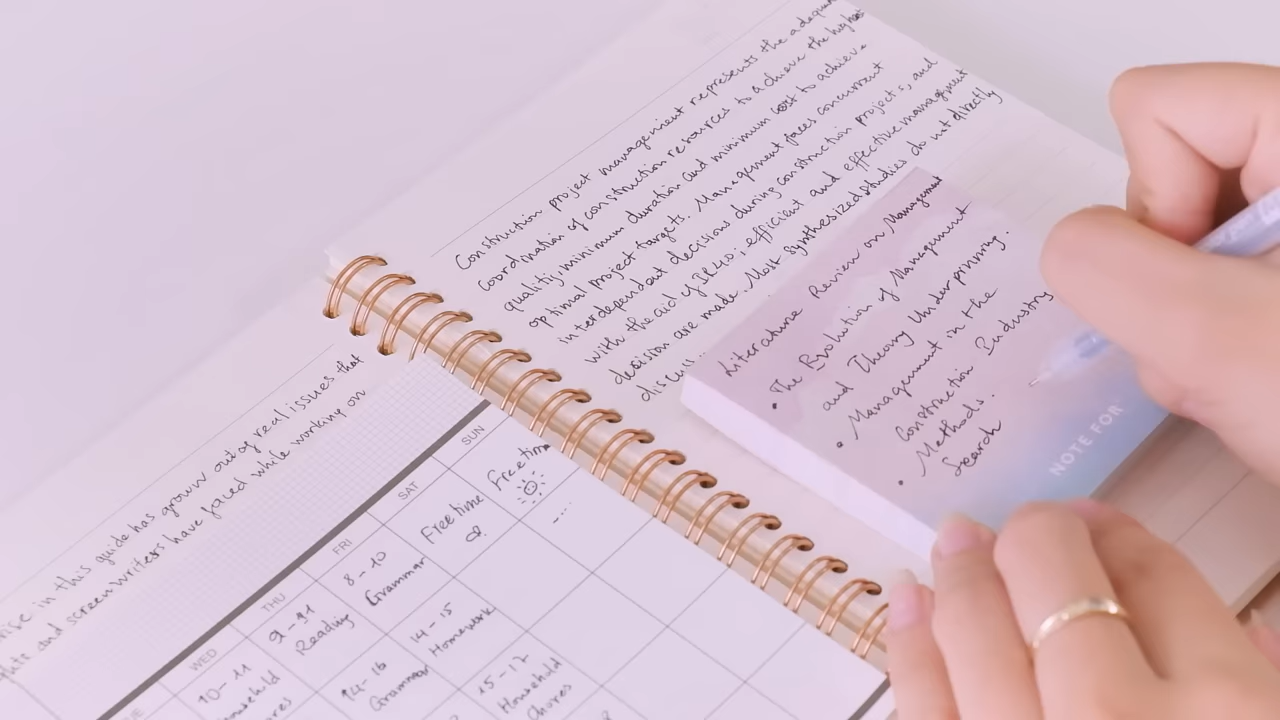 Construction project management represents the adequate
coordination of construction resources to achieve the highest
quality, minimum duration and minimum cost to achieve
optimal project targets. Management faces concurrent
interdependent decisions during construction projects, and
with the aid of efficient and effective management
decision are made. Most synthesized studies do not directly
discuss...
Literature Review on Management
• The Evolution of Management
and Theory Underpinning.
• Management in the
Construction Industry
• Methods.
Search
NOTE FOR
in this guide has grown out of real issues that
and screenwriters have faced while working on
WED
THU
FRI
SAT
SUN
10-11
9-11
Reading
8-10
Grammar
Free time
Free time
14-16
Grammar
14-15
Homework
15-17
Household
chores